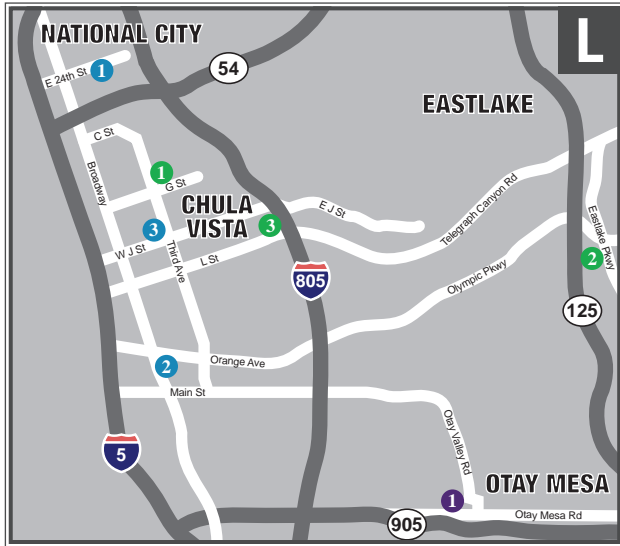 NATIONAL CITY
L
E 24th St
1
54
EASTLAKE
C St
Broadway
1
G St
CHULA
VISTA
3
3
E J St
Telegraph Canyon Rd
Eastlake Pkwy
W J St
Third Ave
L St
2
805
Olympic Pkwy
125
Orange Ave
2
Main St
Otay Valley Rd
5
OTAY MESA
1
Otay Mesa Rd
905